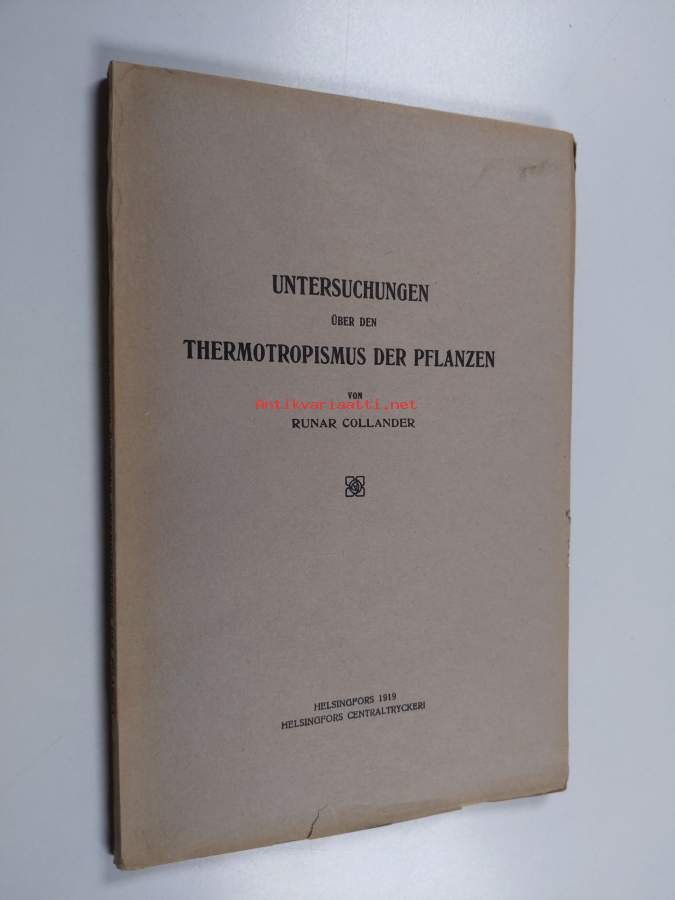 UNTERSUCHUNGEN
ÜBER DEN
THERMOTROPISMUS DER PFLANZEN
VON
Antikvariaatti.net
RUNAR COLLANDER
HELSINGFORS 1919
HELSINGFORS CENTRALTRYCKERI